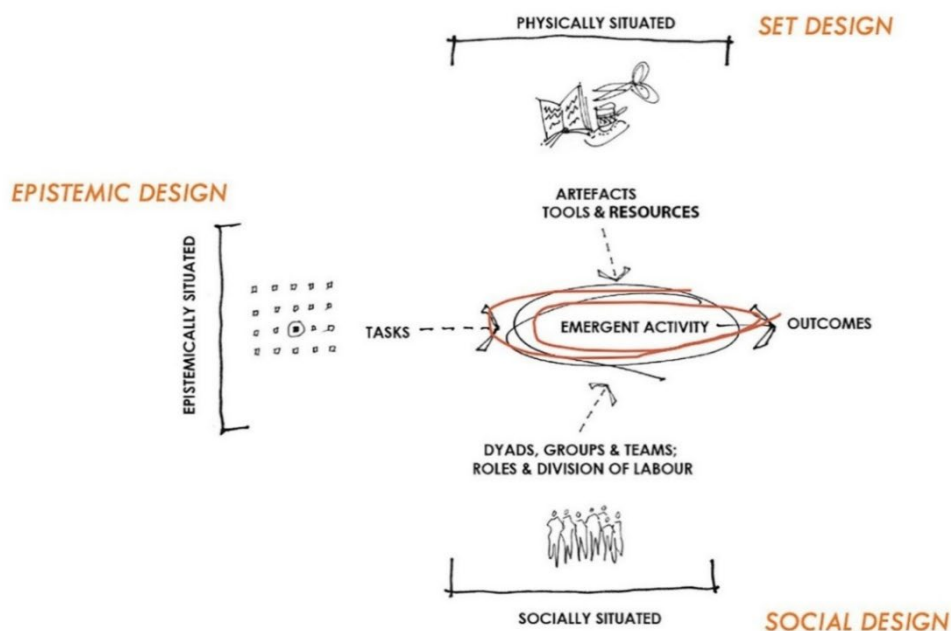 PHYSICALLY SITUATED
SET DESIGN
EPISTEMIC DESIGN
ARTEFACTS
TOOLS & RESOURCES
EPISTEMICALLY SITUATED
TASKS
EMERGENT ACTIVITY
OUTCOMES
DYADS, GROUPS & TEAMS;
ROLES & DIVISION OF LABOUR
SOCIALLY SITUATED
SOCIAL DESIGN